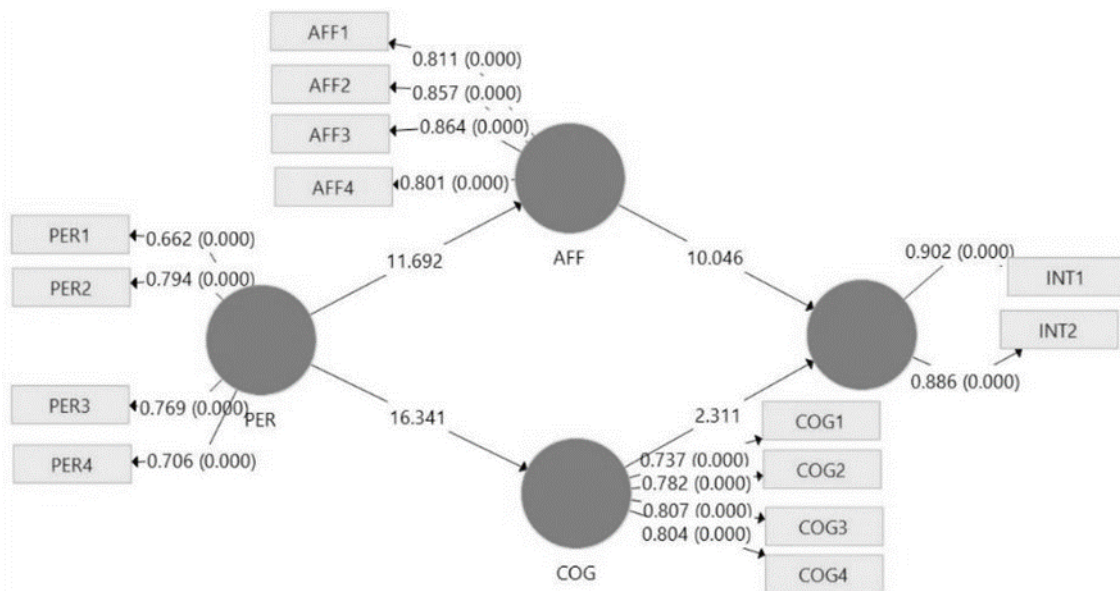 AFF1
0.811 (0.000)
AFF2
0.857 (0.000)
AFF3
0.864 (0.000)
AFF4
0.801 (0.000)
AFF
PER1
0.662 (0.000)
PER2
0.794 (0.000)
PER3
0.769 (0.000)
PER4
0.706 (0.000)
PER
11.692
16.341
10.046
2.311
0.902 (0.000)
INT1
INT2
0.886 (0.000)
COG1
0.737 (0.000)
COG2
0.782 (0.000)
COG3
0.807 (0.000)
COG4
0.804 (0.000)
COG